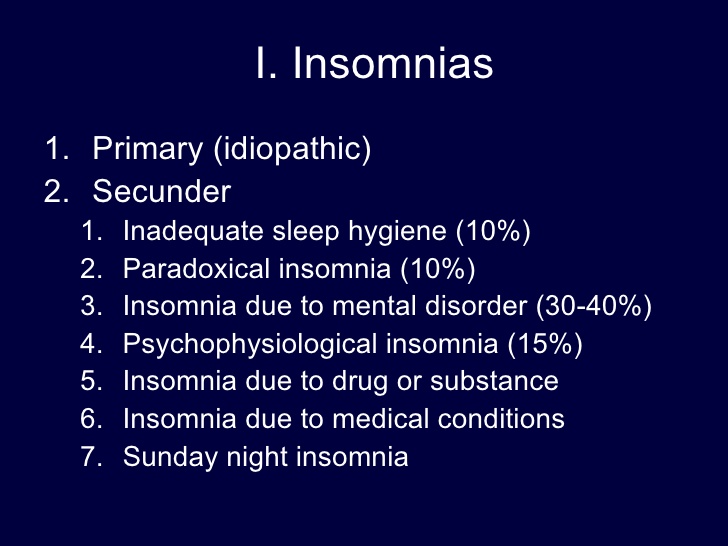 I. Insomnias
1. Primary (idiopathic)
2. Secunder
1. Inadequate sleep hygiene (10%)
2. Paradoxical insomnia (10%)
3. Insomnia due to mental disorder (30-40%)
4. Psychophysiological insomnia (15%)
5. Insomnia due to drug or substance
6. Insomnia due to medical conditions
7. Sunday night insomnia